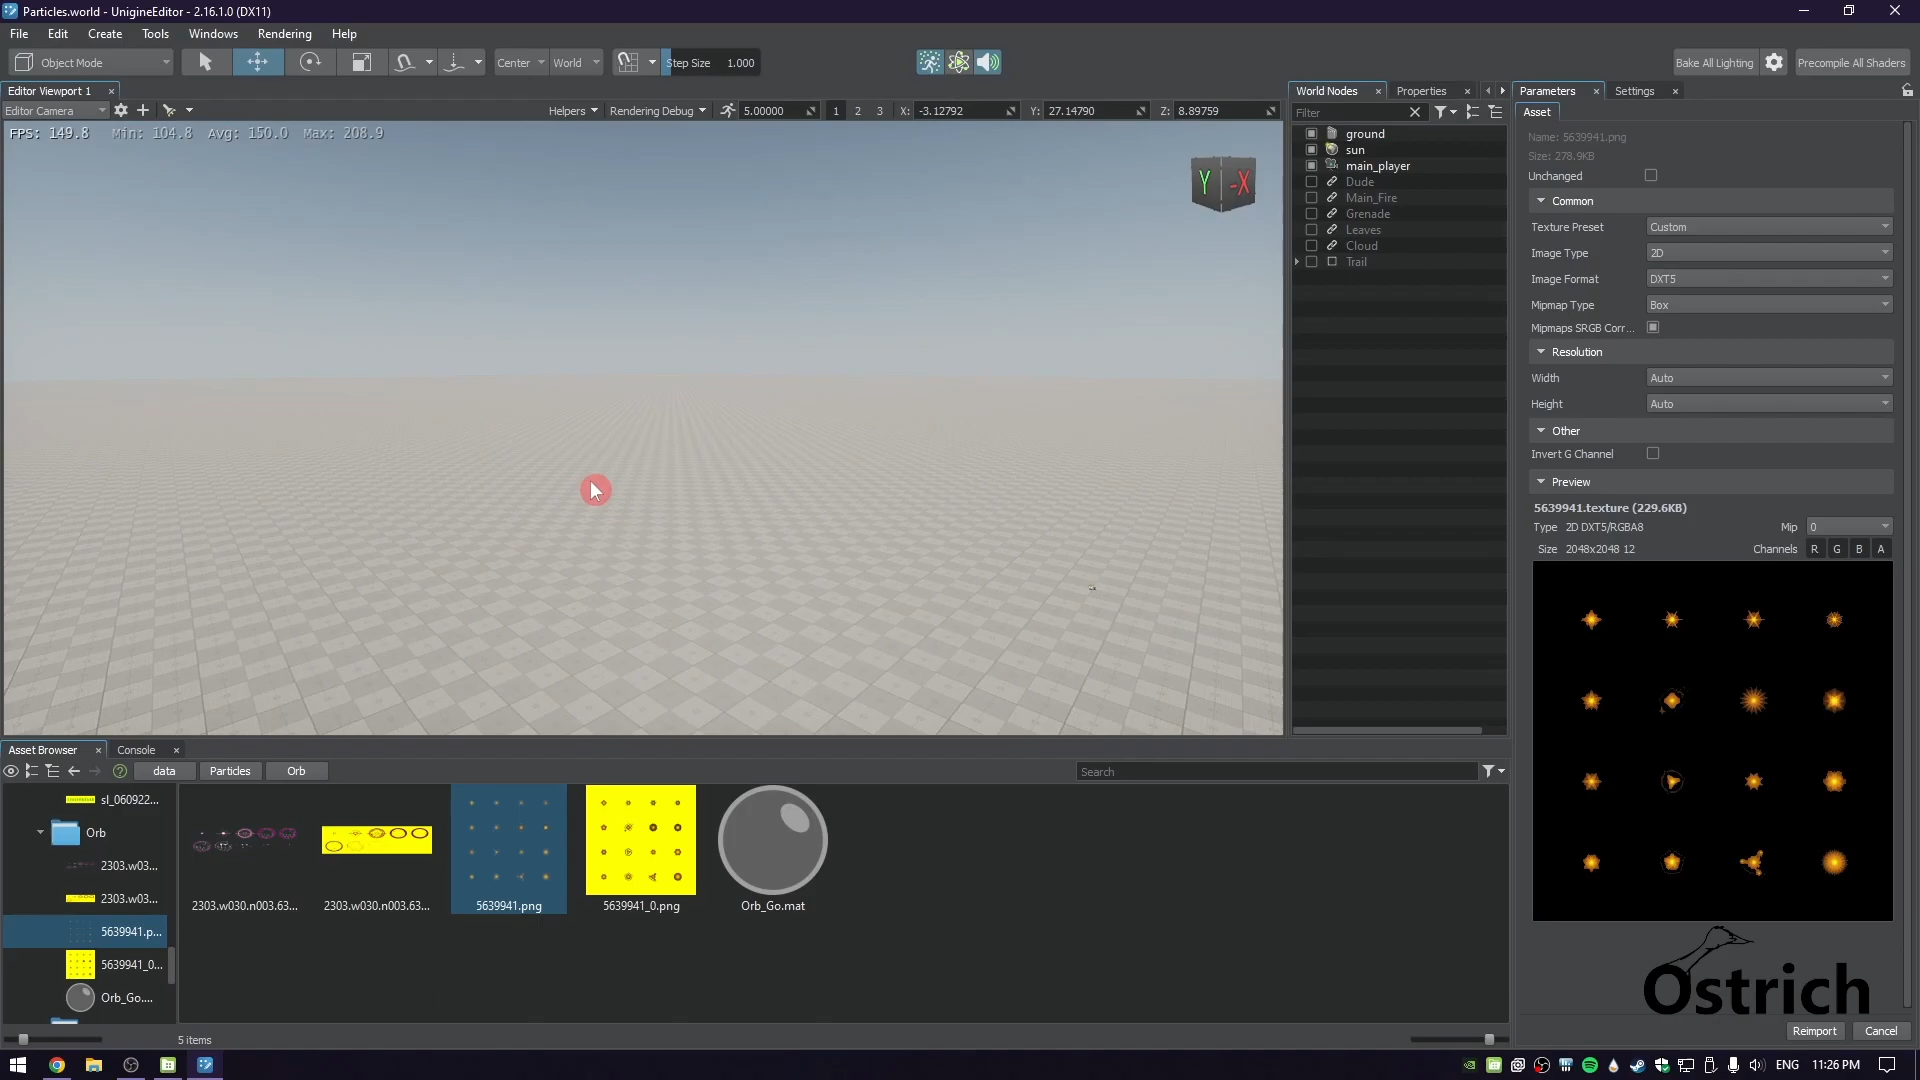 Particles.world - UnigineEditor - 2.16.1.0 (DX11)
File Edit Create Tools Windows Rendering Help
Object Mode Center World Step Size 1.000 Bake All Lighting Precompile All Shaders
Editor Viewport 1
Editor Camera Helpers Rendering Debug 5.00000 1 2 3 X: -3.12792 Y: 27.14790 Z: 8.89759
FPS: 149.8 Min: 104.8 Avg: 150.0 Max: 208.9
Y -X
World Nodes Properties
Filter
ground
sun
main_player
Dude
Main_Fire
Grenade
Leaves
Cloud
Trail
Parameters Settings
Asset
Name: 5639941.png
Size: 278.9KB
Unchanged
Common
Texture Preset Custom
Image Type 2D
Image Format DXT5
Mipmap Type Box
Mipmaps SRGB Corr...
Resolution
Width Auto
Height Auto
Other
Invert G Channel
Preview
5639941.texture (229.6KB)
Type 2D DXT5/RGBA8 Mip 0
Size 2048x2048 12 Channels R G B A
Ostrich
Reimport Cancel
Asset Browser Console
data Particles Orb Search
sl_060922...
Orb
2303.w03...
2303.w03...
5639941.p...
5639941_0...
Orb_Go....
2303.w030.n003.63... 2303.w030.n003.63... 5639941.png 5639941_0.png Orb_Go.mat
5 items
ENG 11:26 PM